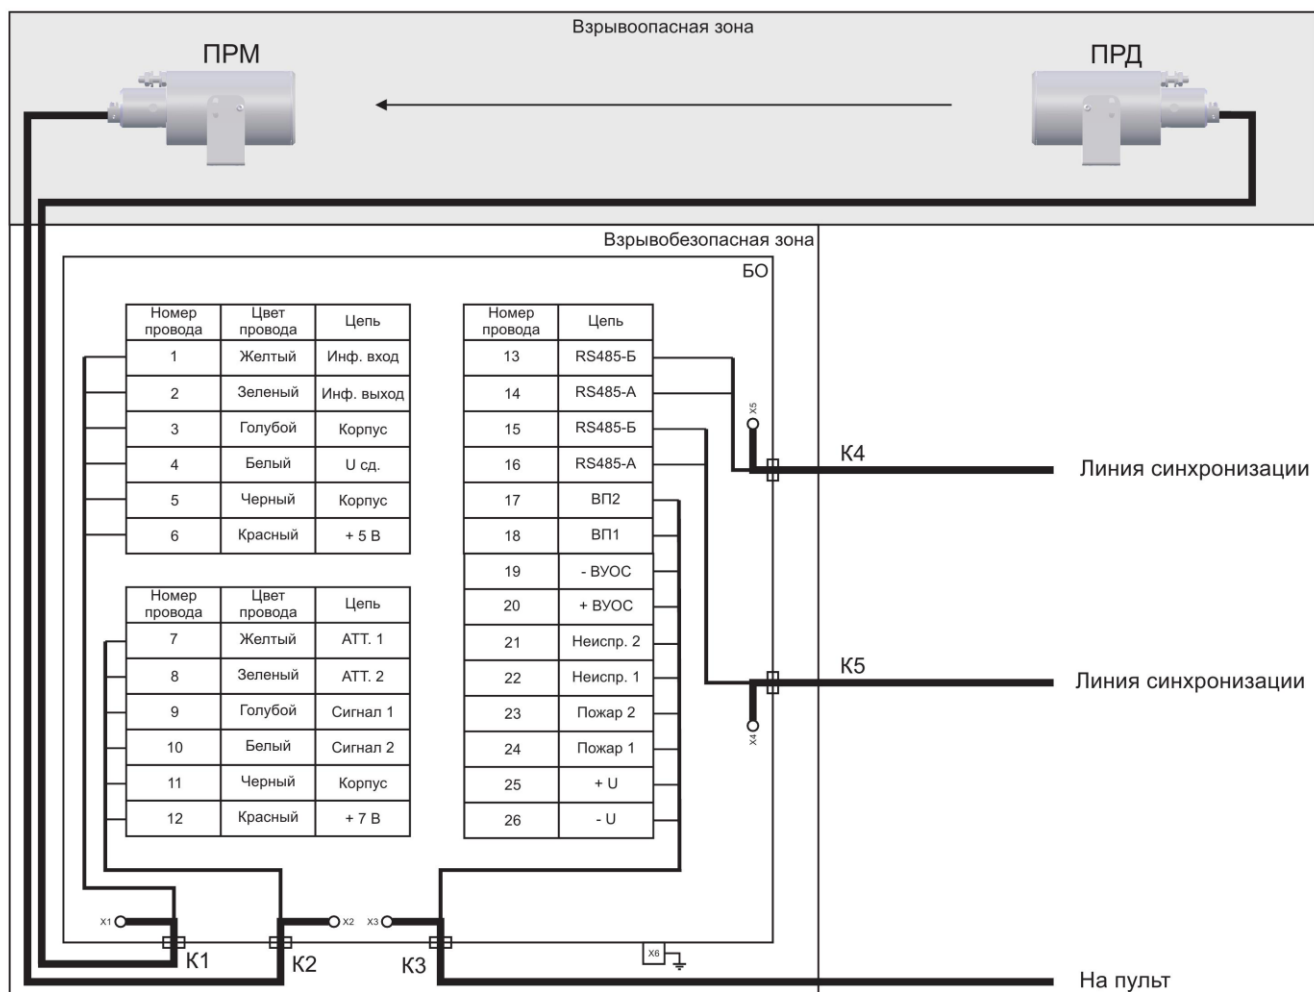 Взрывоопасная зона
ПРМ
ПРД
Взрывобезопасная зона
БО
Номер провода Цвет провода Цепь
1 Желтый Инф. вход
2 Зеленый Инф. выход
3 Голубой Корпус
4 Белый U сд.
5 Черный Корпус
6 Красный + 5 В
Номер провода Цвет провода Цепь
7 Желтый АТТ. 1
8 Зеленый АТТ. 2
9 Голубой Сигнал 1
10 Белый Сигнал 2
11 Черный Корпус
12 Красный + 7 В
Номер провода Цепь
13 RS485-Б
14 RS485-А
15 RS485-Б
16 RS485-А
17 ВП2
18 ВП1
19 - ВУОС
20 + ВУОС
21 Неиспр. 2
22 Неиспр. 1
23 Пожар 2
24 Пожар 1
25 + U
26 - U
X5
К4
Линия синхронизации
К5
Линия синхронизации
X4
X1
К1
X2
К2
X3
К3
X6
На пульт